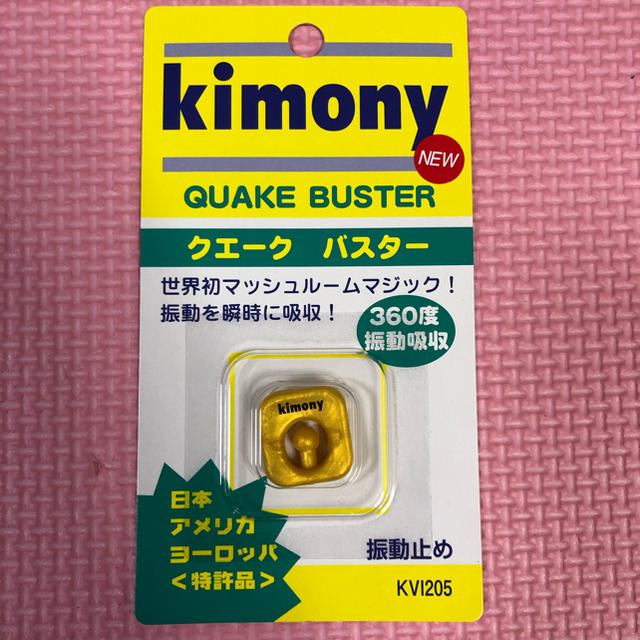 kimony
NEW
QUAKE BUSTER
クエーク バスター
世界初マッシュルームマジック！
振動を瞬時に吸収！
360度
振動吸収
kimony
日本
アメリカ
ヨーロッパ
＜特許品＞
振動止め
KVI205